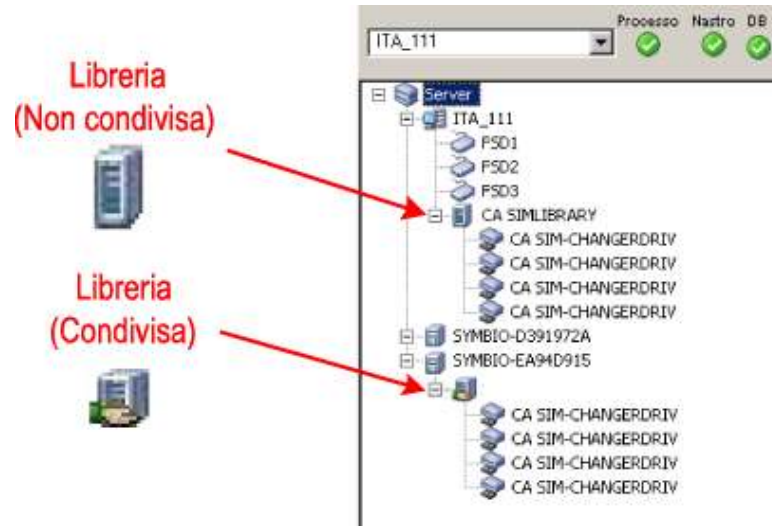 Libreria
(Non condivisa)
Libreria
(Condivisa)
Processo Nastro DB
ITA_111
Server
ITA_111
FSD1
FSD2
FSD3
CA SIMLIBRARY
CA SIM-CHANGERDRIV
CA SIM-CHANGERDRIV
CA SIM-CHANGERDRIV
CA SIM-CHANGERDRIV
SYMBIO-D391972A
SYMBIO-EA94D915
CA SIM-CHANGERDRIV
CA SIM-CHANGERDRIV
CA SIM-CHANGERDRIV
CA SIM-CHANGERDRIV